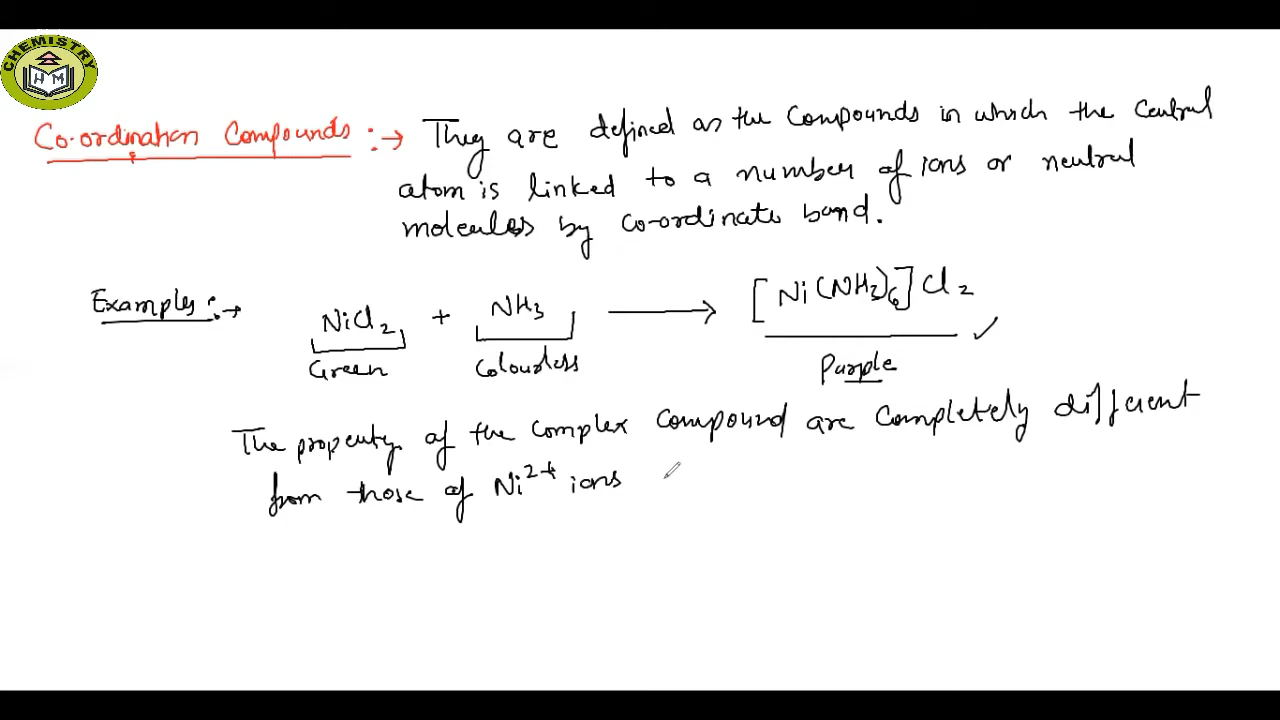 CHEMISTRY
H M
Co-ordination Compounds :→ They are defined as the compounds in which the central
atom is linked to a number of ions or neutral
molecules by co-ordinate bond.
Examples :→ NiCl₂ + NH₃ → [Ni(NH₃)₆]Cl₂
Green Colourless Purple
The property of the complex compound are completely different
from those of Ni²⁺ ions